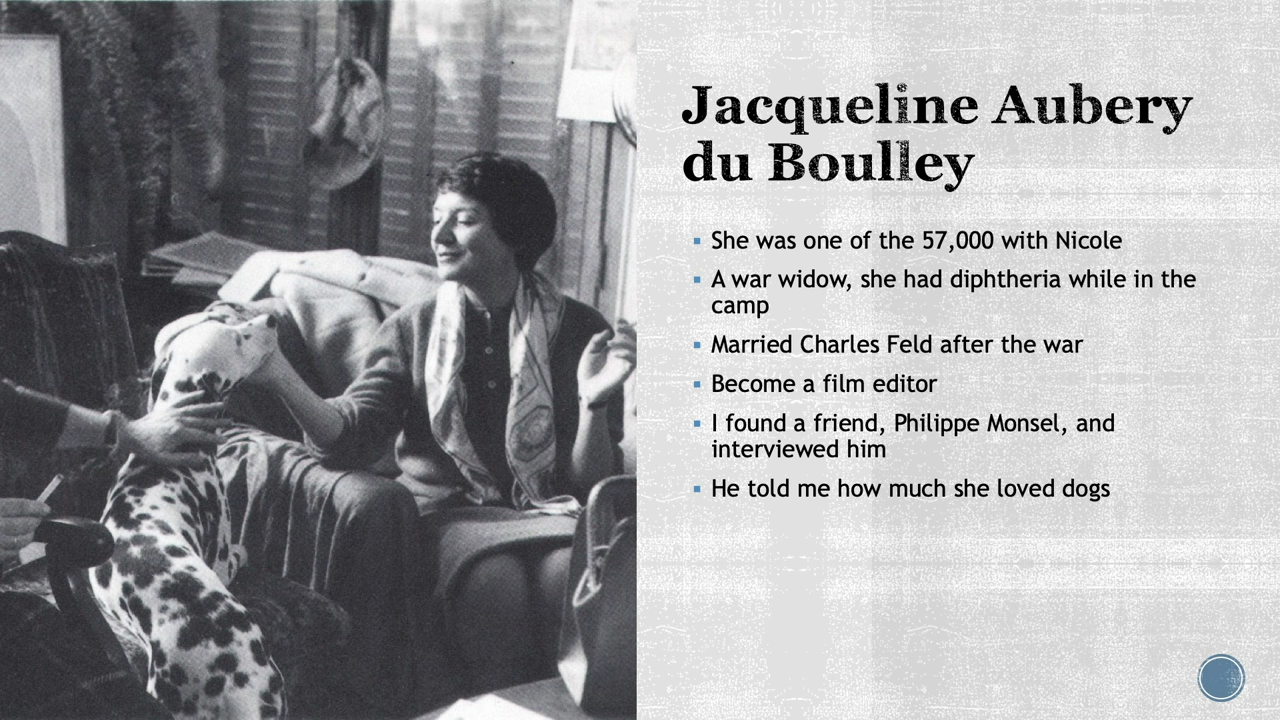 Jacqueline Aubery
du Boulley
▪ She was one of the 57,000 with Nicole
▪ A war widow, she had diphtheria while in the
camp
▪ Married Charles Feld after the war
▪ Become a film editor
▪ I found a friend, Philippe Monsel, and
interviewed him
▪ He told me how much she loved dogs